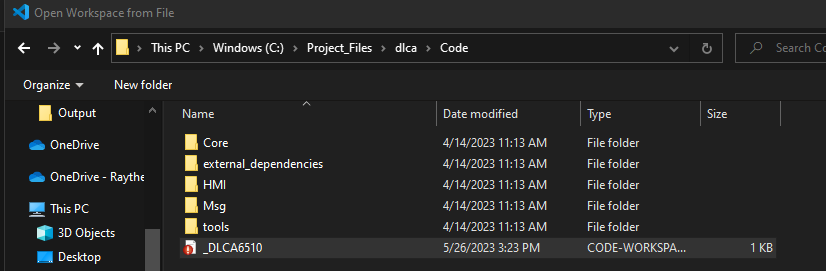 Open Workspace from File
This PC > Windows (C:) > Project_Files > dlca > Code
Search Co
Organize
New folder
Name Date modified Type Size
Output
OneDrive
OneDrive - Raythe
This PC
3D Objects
Desktop
Core 4/14/2023 11:13 AM File folder
external_dependencies 4/14/2023 11:13 AM File folder
HMI 4/14/2023 11:13 AM File folder
Msg 4/14/2023 11:13 AM File folder
tools 4/14/2023 11:13 AM File folder
_DLCA6510 5/26/2023 3:23 PM CODE-WORKSPA... 1 KB